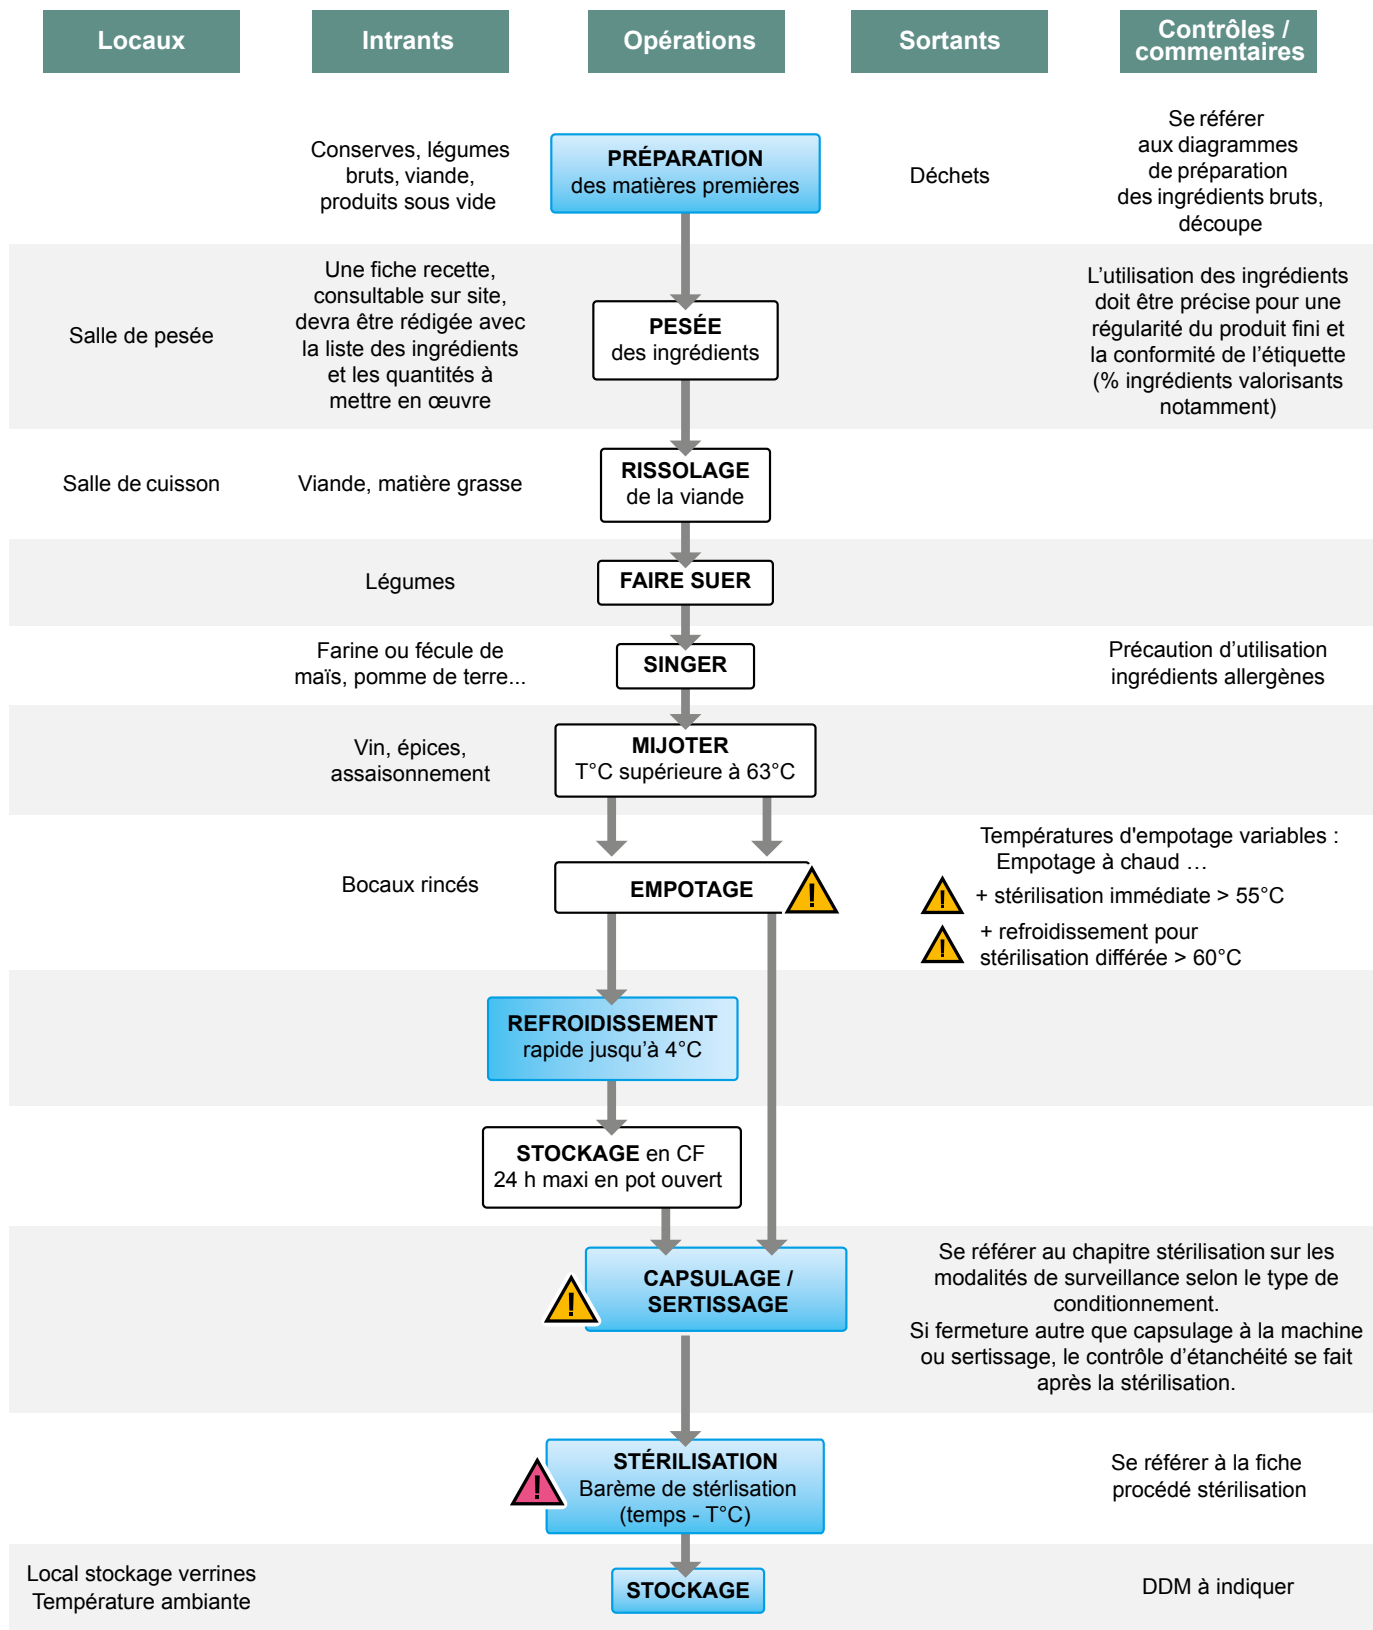 Locaux
Intrants
Opérations
Sortants
Contrôles /
commentaires
Conserves, légumes
bruts, viande,
produits sous vide
PRÉPARATION
des matières premières
Déchets
Se référer
aux diagrammes
de préparation
des ingrédients bruts,
découpe
Salle de pesée
Une fiche recette,
consultable sur site,
devra être rédigée avec
la liste des ingrédients
et les quantités à
mettre en œuvre
PESÉE
des ingrédients
L'utilisation des ingrédients
doit être précise pour une
régularité du produit fini et
la conformité de l'étiquette
(% ingrédients valorisants
notamment)
Salle de cuisson
Viande, matière grasse
RISSOLAGE
de la viande
Légumes
FAIRE SUER
Farine ou fécule de
maïs, pomme de terre...
SINGER
Précaution d'utilisation
ingrédients allergènes
Vin, épices,
assaisonnement
MIJOTER
T°C supérieure à 63°C
Bocaux rincés
EMPOTAGE
!
Températures d'empotage variables :
Empotage à chaud …
! + stérilisation immédiate > 55°C
! + refroidissement pour
stérilisation différée > 60°C
REFROIDISSEMENT
rapide jusqu'à 4°C
STOCKAGE en CF
24 h maxi en pot ouvert
!
CAPSULAGE /
SERTISSAGE
Se référer au chapitre stérilisation sur les
modalités de surveillance selon le type de
conditionnement.
Si fermeture autre que capsulage à la machine
ou sertissage, le contrôle d'étanchéité se fait
après la stérilisation.
!
STÉRILISATION
Barème de stérlisation
(temps - T°C)
Se référer à la fiche
procédé stérilisation
Local stockage verrines
Température ambiante
STOCKAGE
DDM à indiquer